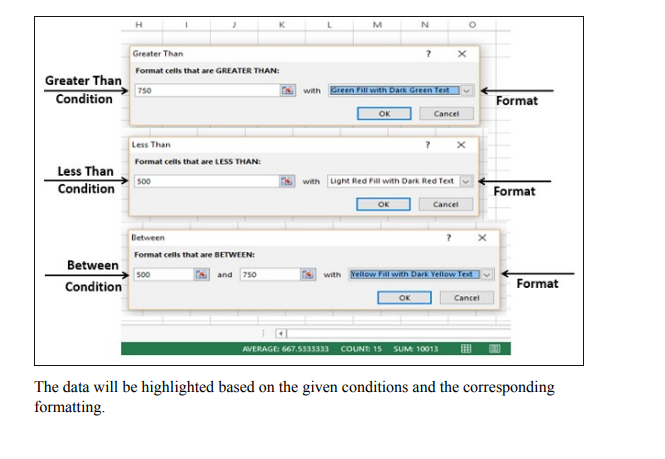 H I J K L M N O
Greater Than ? ×
Format cells that are GREATER THAN:
Greater Than
Condition
750 with Green Fill with Dark Green Text
Format
OK Cancel
Less Than ? ×
Format cells that are LESS THAN:
Less Than
Condition
500 with Light Red Fill with Dark Red Text
Format
OK Cancel
Between ? ×
Format cells that are BETWEEN:
Between
Condition
500 and 750 with Yellow Fill with Dark Yellow Text
Format
OK Cancel
AVERAGE: 667.5333333 COUNT: 15 SUM: 10013
The data will be highlighted based on the given conditions and the corresponding
formatting.